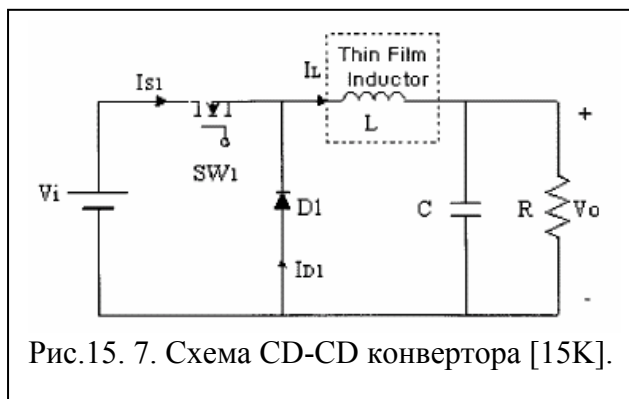 Thin Film
Inductor
IS1
IL
L
SW1
Vi
D1
C
R
Vo
+
-
ID1
Рис.15. 7. Схема CD-CD конвертора [15K].